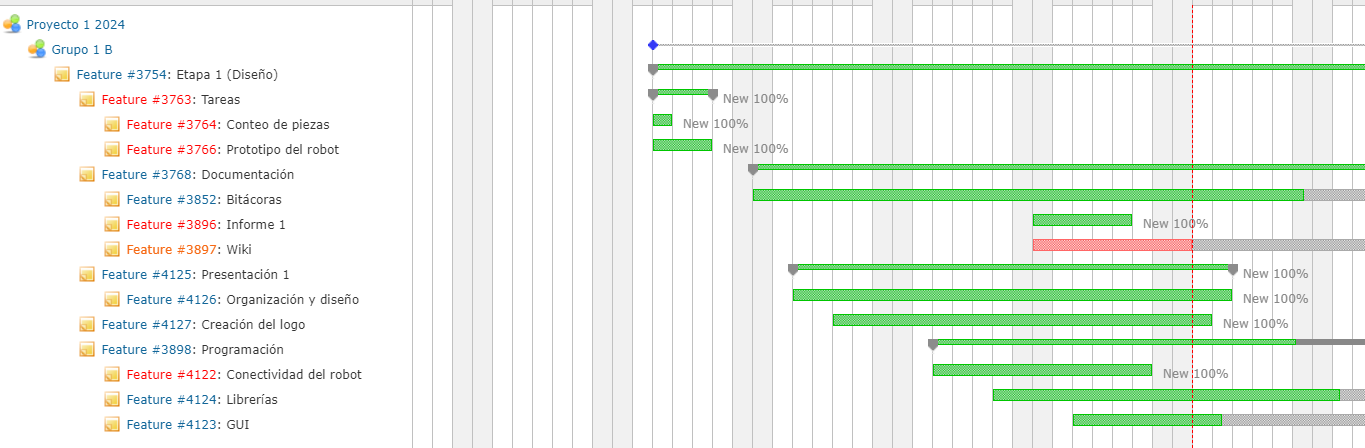 Proyecto 1 2024
Grupo 1 B
Feature #3754: Etapa 1 (Diseño)
Feature #3763: Tareas New 100%
Feature #3764: Conteo de piezas New 100%
Feature #3766: Prototipo del robot New 100%
Feature #3768: Documentación
Feature #3852: Bitácoras
Feature #3896: Informe 1 New 100%
Feature #3897: Wiki
Feature #4125: Presentación 1 New 100%
Feature #4126: Organización y diseño New 100%
Feature #4127: Creación del logo New 100%
Feature #3898: Programación
Feature #4122: Conectividad del robot New 100%
Feature #4124: Librerías
Feature #4123: GUI